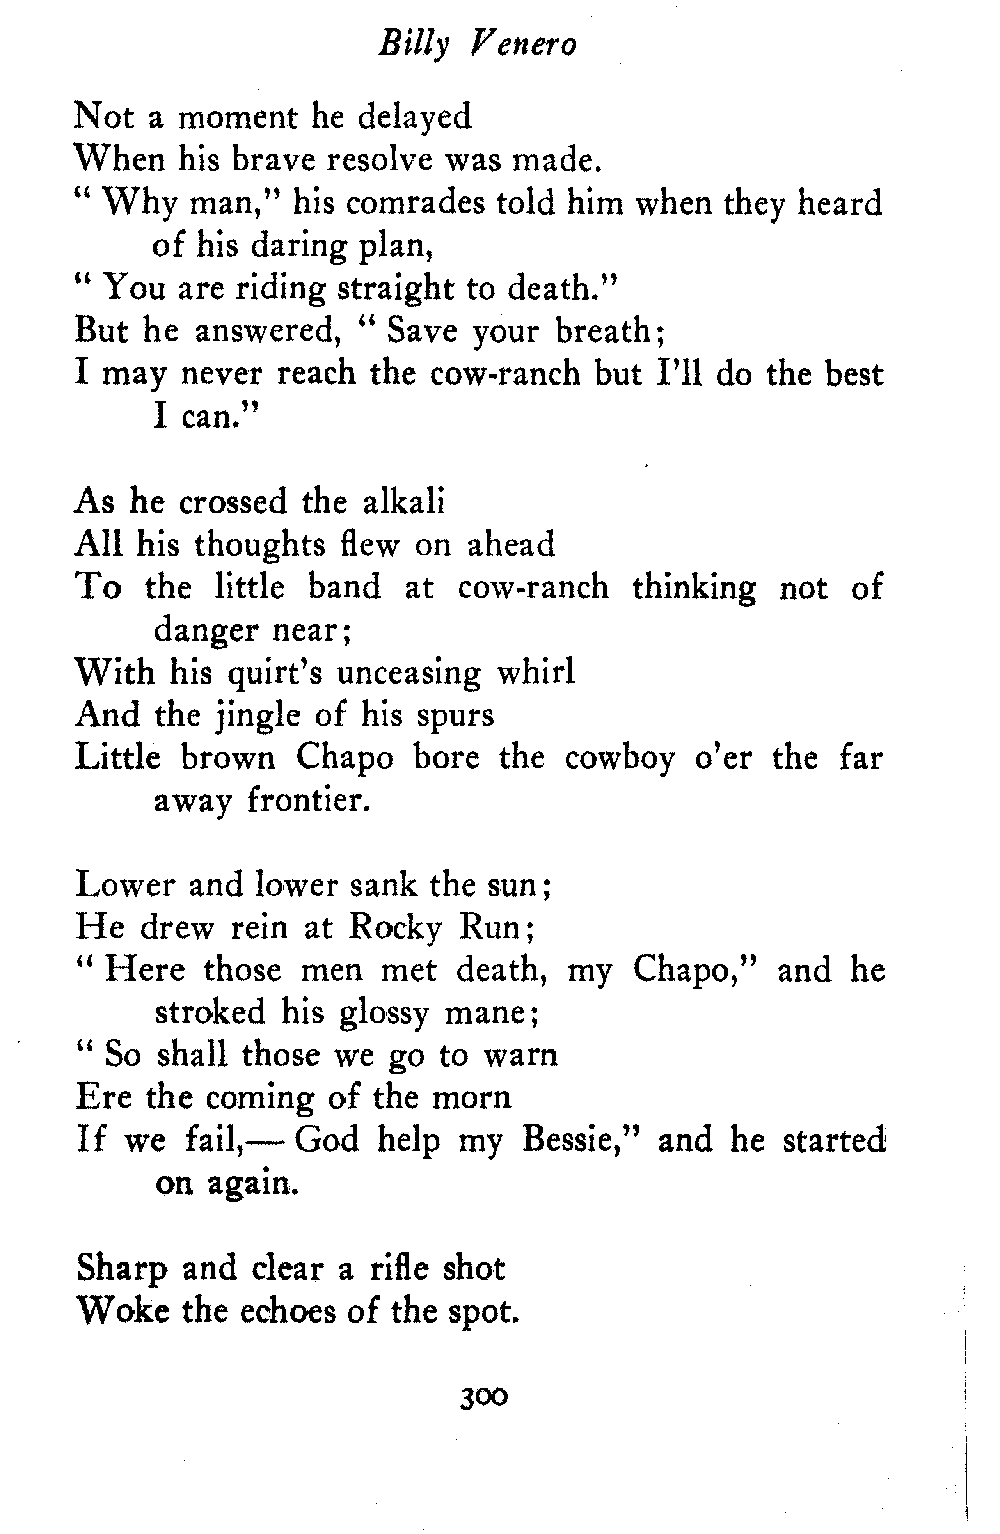 Billy Venero
Not a moment he delayed
When his brave resolve was made.
“ Why man,” his comrades told him when they heard
of his daring plan,
“ You are riding straight to death.”
But he answered, “ Save your breath;
I may never reach the cow-ranch but I’ll do the best
I can.”
As he crossed the alkali
All his thoughts flew on ahead
To the little band at cow-ranch thinking not of
danger near;
With his quirt’s unceasing whirl
And the jingle of his spurs
Little brown Chapo bore the cowboy o’er the far
away frontier.
Lower and lower sank the sun;
He drew rein at Rocky Run;
“ Here those men met death, my Chapo,” and he
stroked his glossy mane;
“ So shall those we go to warn
Ere the coming of the morn
If we fail,— God help my Bessie,” and he started
on again.
Sharp and clear a rifle shot
Woke the echoes of the spot.
300